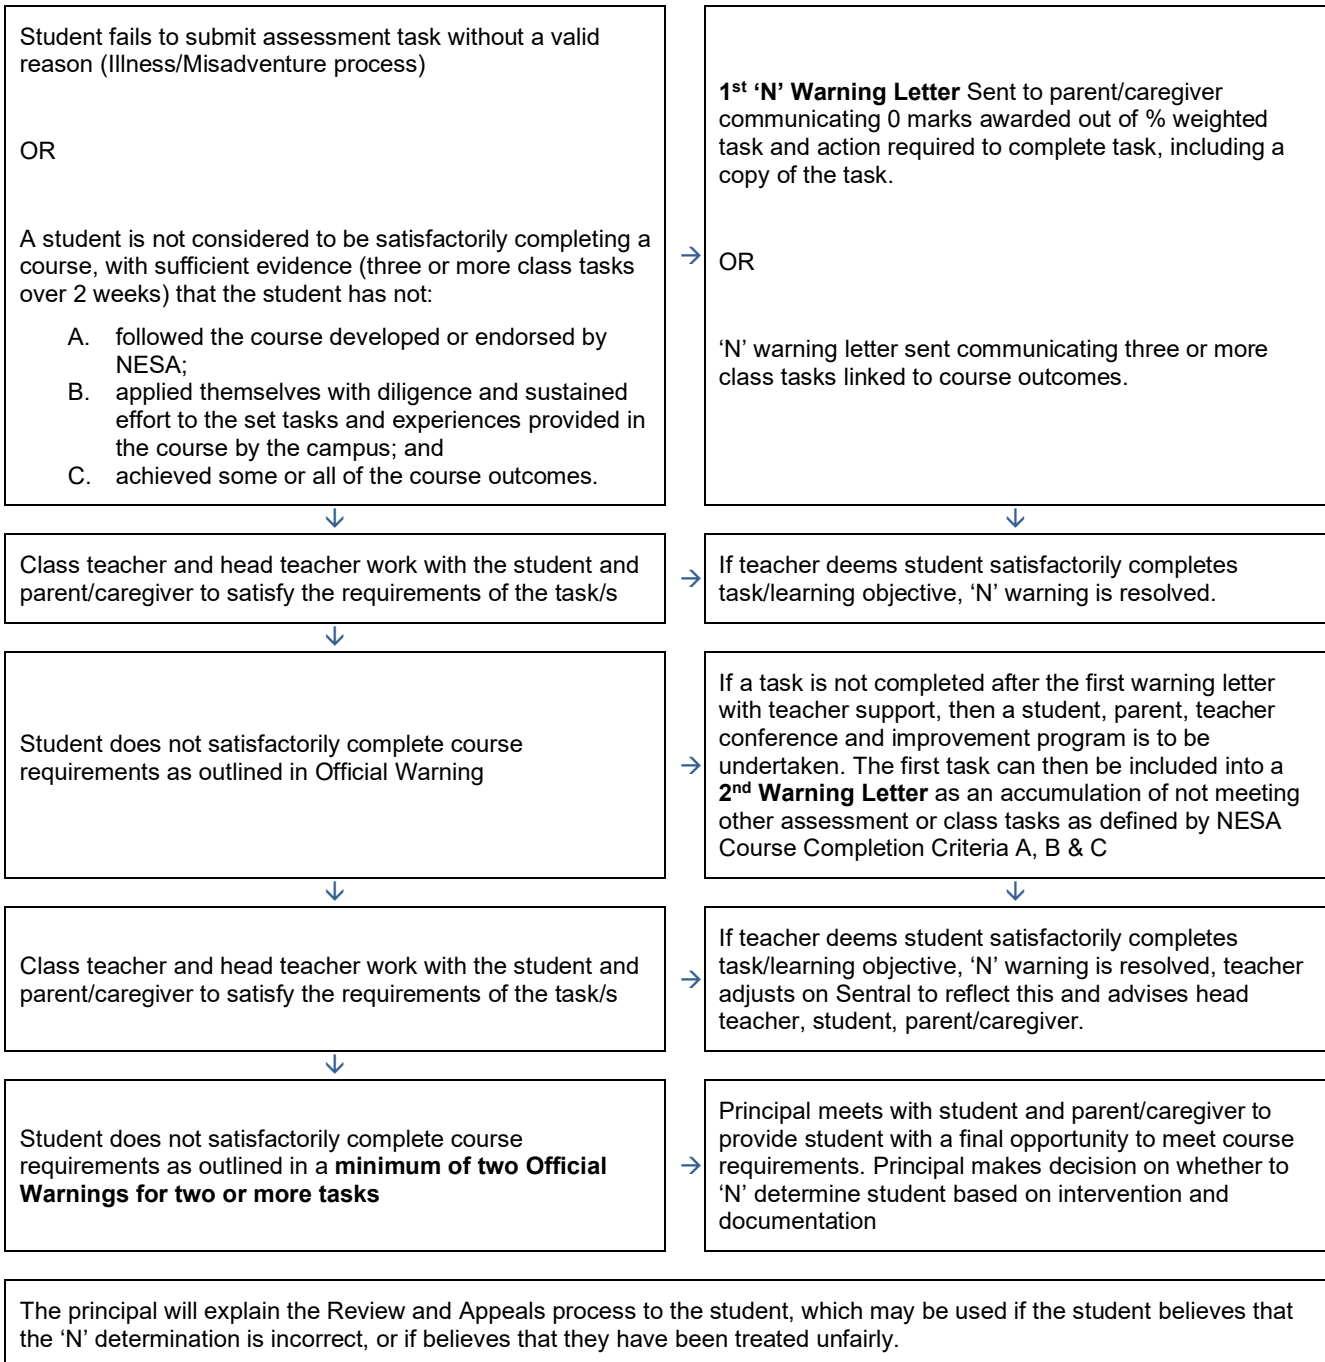 Student fails to submit assessment task without a valid
reason (Illness/Misadventure process)
OR
A student is not considered to be satisfactorily completing a
course, with sufficient evidence (three or more class tasks
over 2 weeks) that the student has not:
A. followed the course developed or endorsed by
NESA;
B. applied themselves with diligence and sustained
effort to the set tasks and experiences provided in
the course by the campus; and
C. achieved some or all of the course outcomes.
→
1st ‘N’ Warning Letter Sent to parent/caregiver
communicating 0 marks awarded out of % weighted
task and action required to complete task, including a
copy of the task.
OR
‘N’ warning letter sent communicating three or more
class tasks linked to course outcomes.
↓
↓
Class teacher and head teacher work with the student and
parent/caregiver to satisfy the requirements of the task/s
→
If teacher deems student satisfactorily completes
task/learning objective, ‘N’ warning is resolved.
↓
Student does not satisfactorily complete course
requirements as outlined in Official Warning
→
If a task is not completed after the first warning letter
with teacher support, then a student, parent, teacher
conference and improvement program is to be
undertaken. The first task can then be included into a
2nd Warning Letter as an accumulation of not meeting
other assessment or class tasks as defined by NESA
Course Completion Criteria A, B & C
↓
↓
Class teacher and head teacher work with the student and
parent/caregiver to satisfy the requirements of the task/s
→
If teacher deems student satisfactorily completes
task/learning objective, ‘N’ warning is resolved, teacher
adjusts on Sentral to reflect this and advises head
teacher, student, parent/caregiver.
↓
Student does not satisfactorily complete course
requirements as outlined in a minimum of two Official
Warnings for two or more tasks
→
Principal meets with student and parent/caregiver to
provide student with a final opportunity to meet course
requirements. Principal makes decision on whether to
‘N’ determine student based on intervention and
documentation
The principal will explain the Review and Appeals process to the student, which may be used if the student believes that
the ‘N’ determination is incorrect, or if believes that they have been treated unfairly.